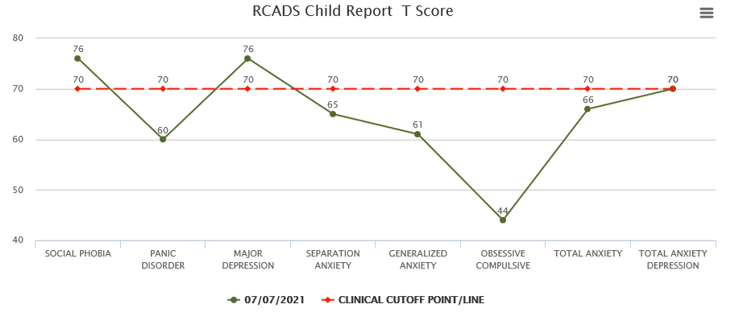 RCADS Child Report  T Score
80
76
76
70
70
70
70
70
70
70
70
70
66
65
61
60
60
50
44
40
SOCIAL PHOBIA
PANIC
DISORDER
MAJOR
DEPRESSION
SEPARATION
ANXIETY
GENERALIZED
ANXIETY
OBSESSIVE
COMPULSIVE
TOTAL ANXIETY
TOTAL ANXIETY
DEPRESSION
07/07/2021
CLINICAL CUTOFF POINT/LINE